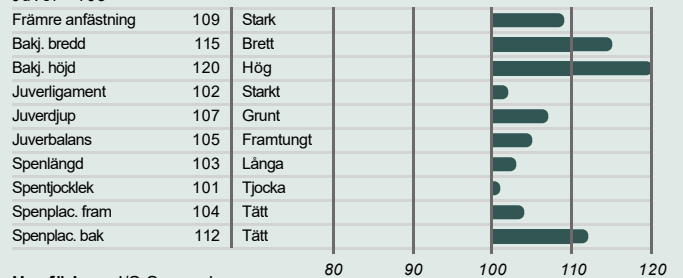 Främre anfästning 109 Stark
Bakj. bredd 115 Brett
Bakj. höjd 120 Hög
Juverligament 102 Starkt
Juverdjup 107 Grunt
Juverbalans 105 Framtungt
Spenlängd 103 Långa
Spentjocklek 101 Tjocka
Spenplac. fram 104 Tätt
Spenplac. bak 112 Tätt
80 90 100 110 120